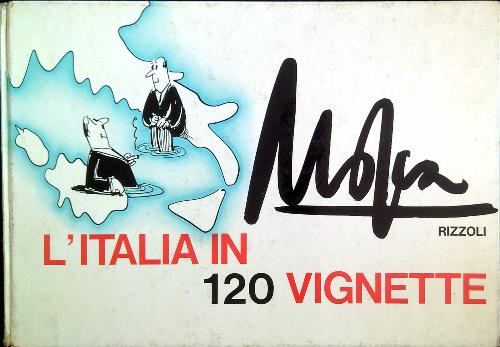 Mosca
RIZZOLI
L'ITALIA IN
120 VIGNETTE